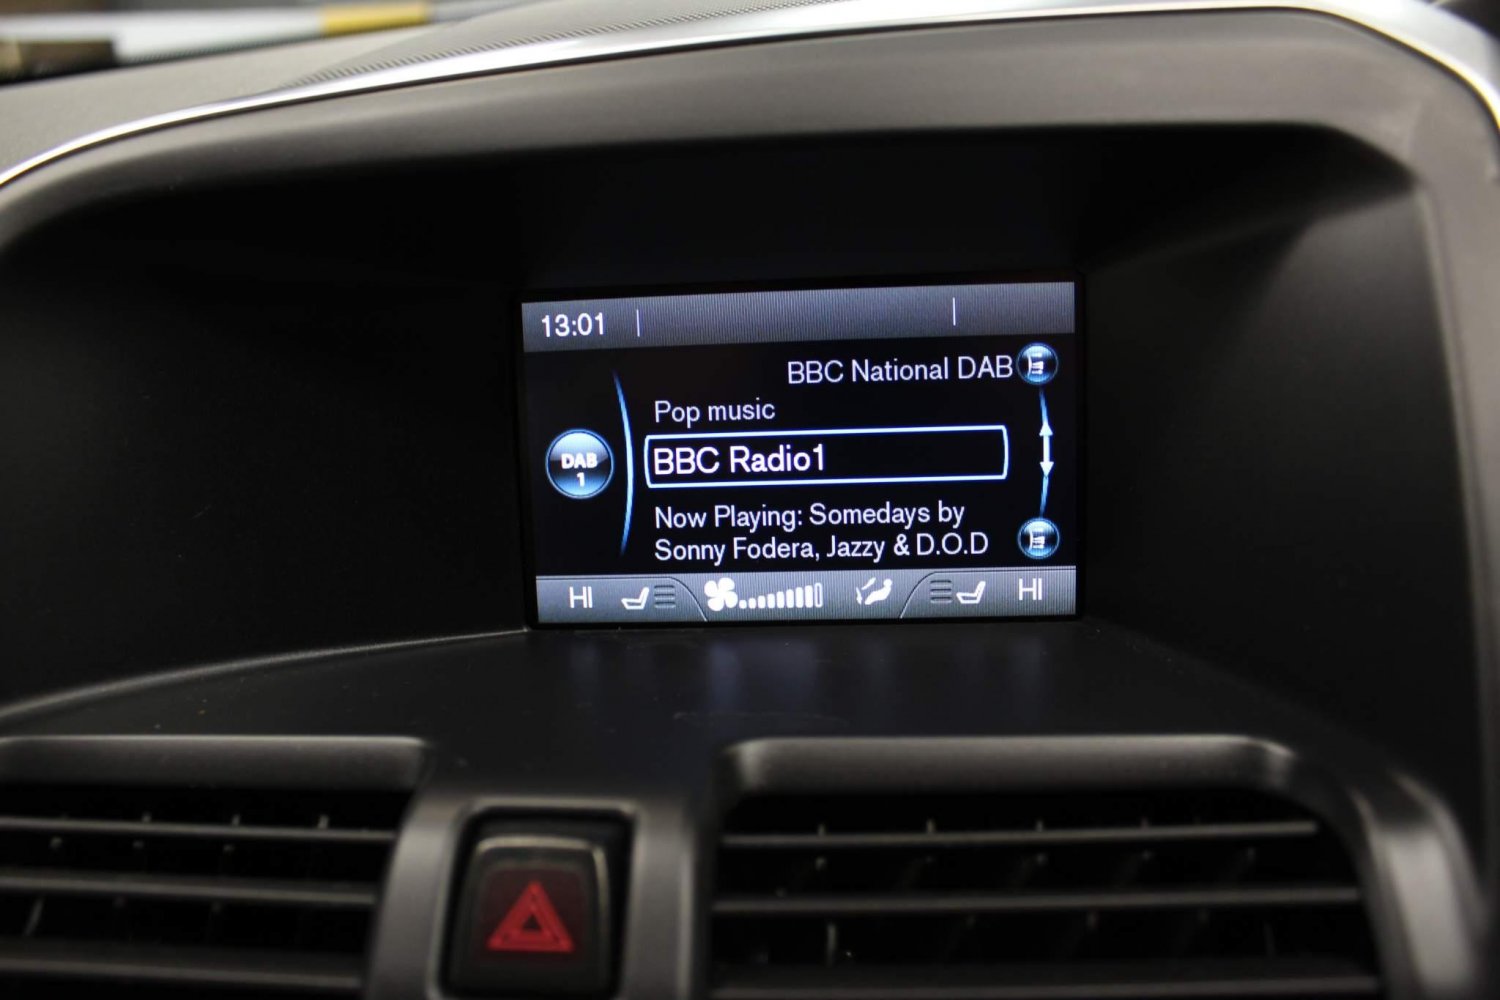 13:01
BBC National DAB
Pop music
DAB
1
BBC Radio1
Now Playing: Somedays by
Sonny Fodera, Jazzy & D.O.D
HI HI